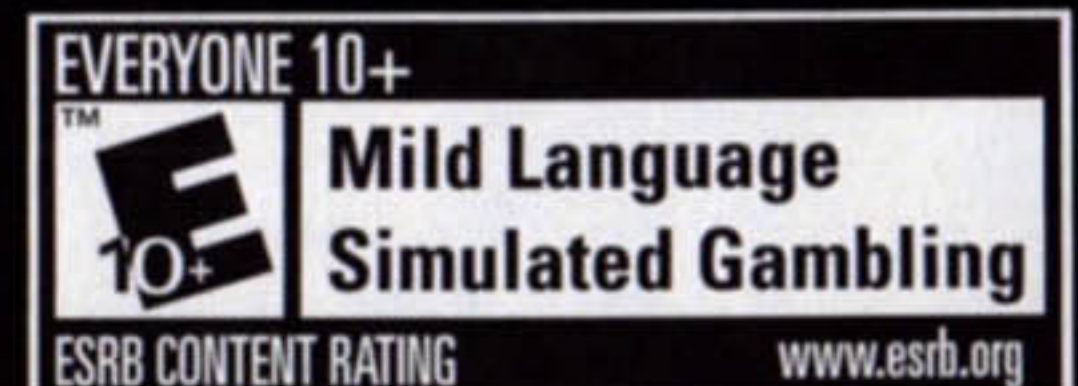 EVERYONE 10+
TM
E
10+
Mild Language
Simulated Gambling
ESRB CONTENT RATING
www.esrb.org